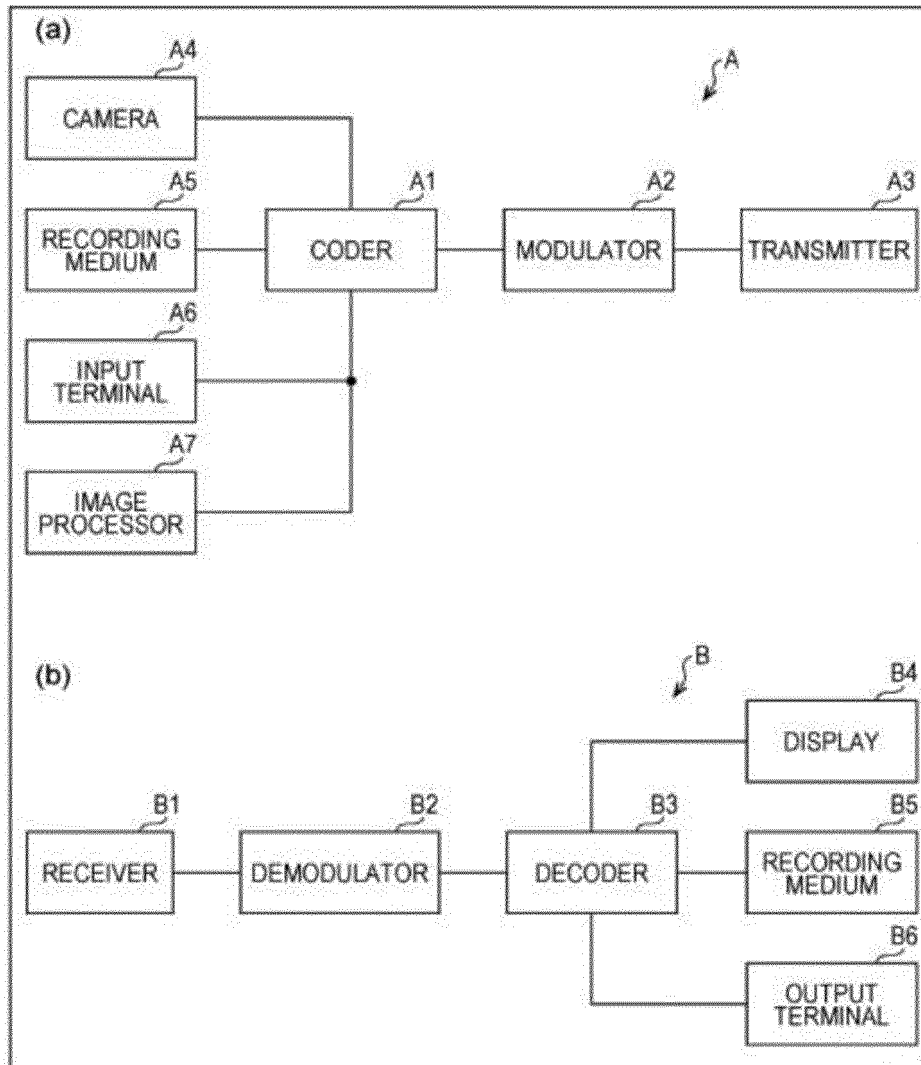 (a)
A
A4
CAMERA
A5
RECORDING
MEDIUM
A1
CODER
A2
MODULATOR
A3
TRANSMITTER
A6
INPUT
TERMINAL
A7
IMAGE
PROCESSOR
(b)
B
B4
DISPLAY
B1
RECEIVER
B2
DEMODULATOR
B3
DECODER
B5
RECORDING
MEDIUM
B6
OUTPUT
TERMINAL